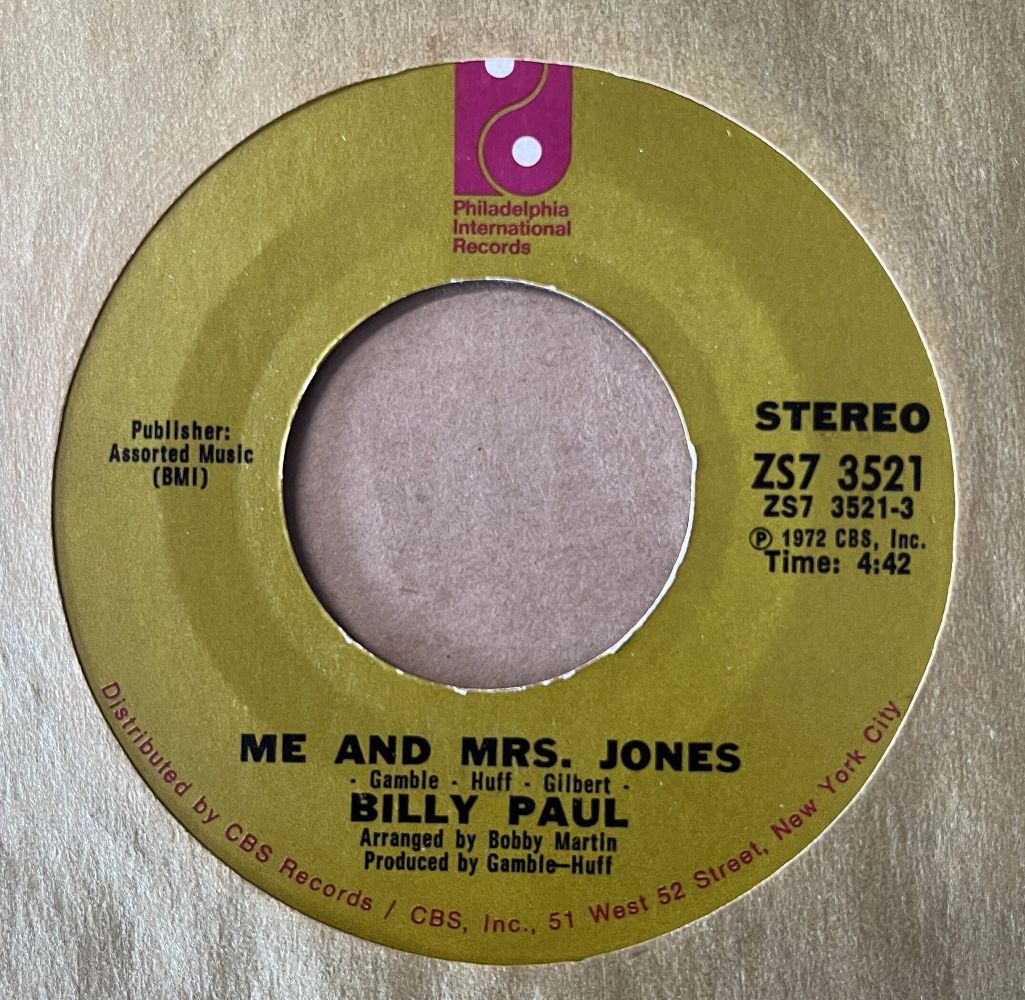 Philadelphia
International
Records
Publisher:
Assorted Music
(BMI)
STEREO
ZS7 3521
ZS7 3521-3
Ⓟ 1972 CBS, Inc.
Time: 4:42
ME AND MRS. JONES
- Gamble - Huff - Gilbert -
BILLY PAUL
Arranged by Bobby Martin
Produced by Gamble-Huff
Distributed by CBS Records / CBS, Inc., 51 West 52 Street, New York City